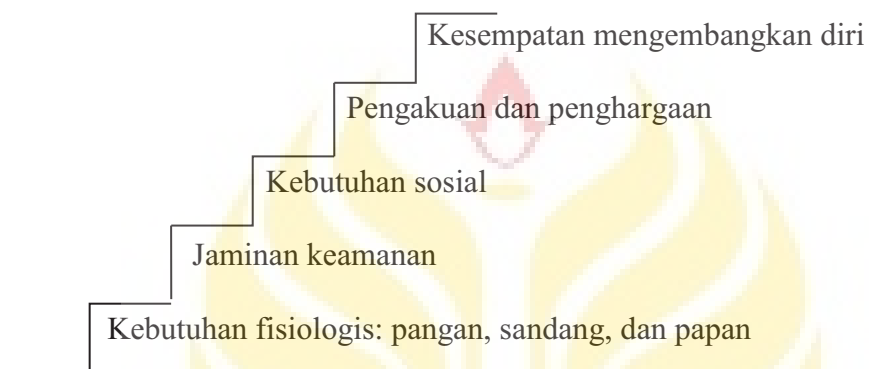 Kesempatan mengembangkan diri
Pengakuan dan penghargaan
Kebutuhan sosial
Jaminan keamanan
Kebutuhan fisiologis: pangan, sandang, dan papan